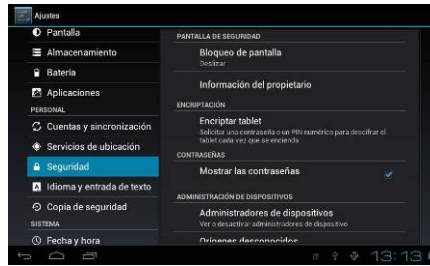 Ajustes
Pantalla
Almacenamiento
Batería
Aplicaciones
PERSONAL
Cuentas y sincronización
Servicios de ubicación
Seguridad
Idioma y entrada de texto
Copia de seguridad
SISTEMA
Fecha y hora
PANTALLA DE SEGURIDAD
Bloqueo de pantalla
Deslizar
Información del propietario
ENCRIPTACIÓN
Encriptar tablet
Solicitar una contraseña o un PIN numérico para descifrar el
tablet cada vez que se encienda
CONTRASEÑAS
Mostrar las contraseñas
ADMINISTRACIÓN DE DISPOSITIVOS
Administradores de dispositivos
Ver o desactivar administradores de dispositivo
Orígenes desconocidos
13:13